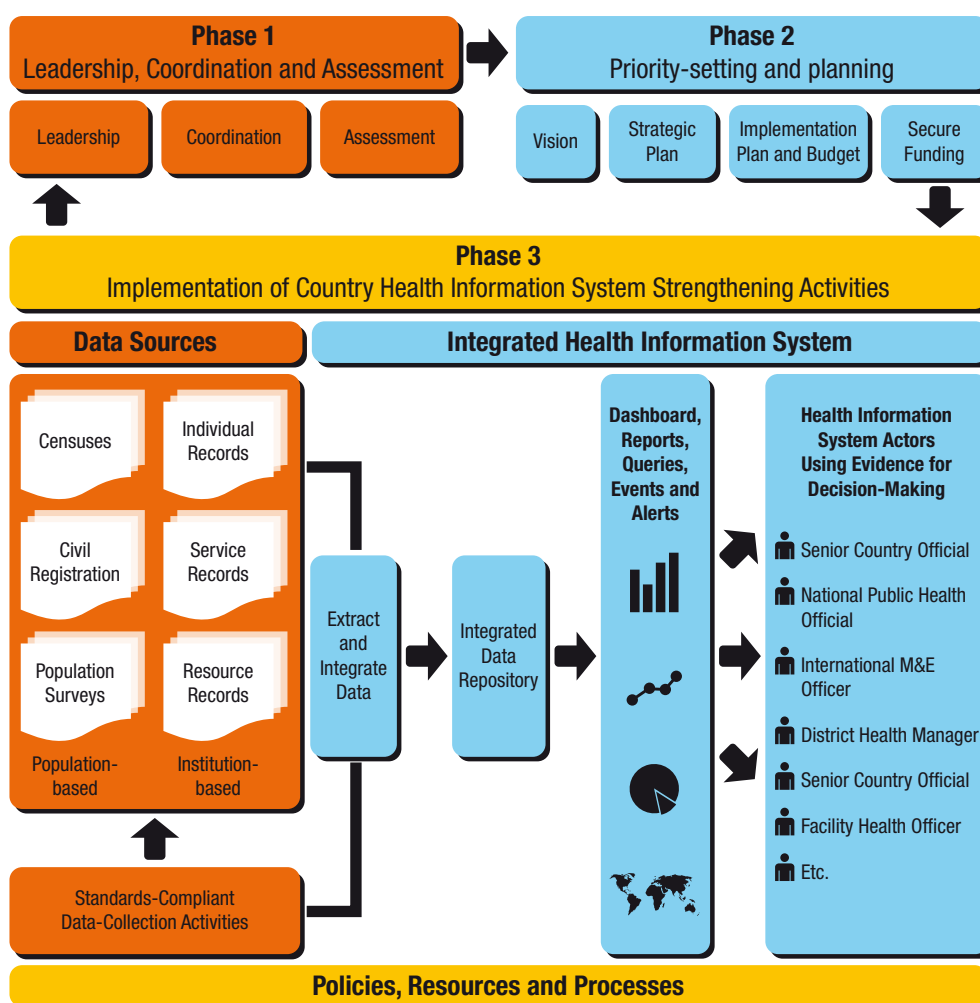 Phase 1
Leadership, Coordination and Assessment
Phase 2
Priority-setting and planning
Leadership
Coordination
Assessment
Vision
Strategic
Plan
Implementation
Plan and Budget
Secure
Funding
Phase 3
Implementation of Country Health Information System Strengthening Activities
Data Sources
Integrated Health Information System
Censuses
Individual
Records
Civil
Registration
Service
Records
Population
Surveys
Resource
Records
Population-
based
Institution-
based
Standards-Compliant
Data-Collection Activities
Extract
and
Integrate
Data
Integrated
Data
Repository
Dashboard,
Reports,
Queries,
Events and
Alerts
Health Information
System Actors
Using Evidence for
Decision-Making
Senior Country Official
National Public Health
Official
International M&E
Officer
District Health Manager
Senior Country Official
Facility Health Officer
Etc.
Policies, Resources and Processes